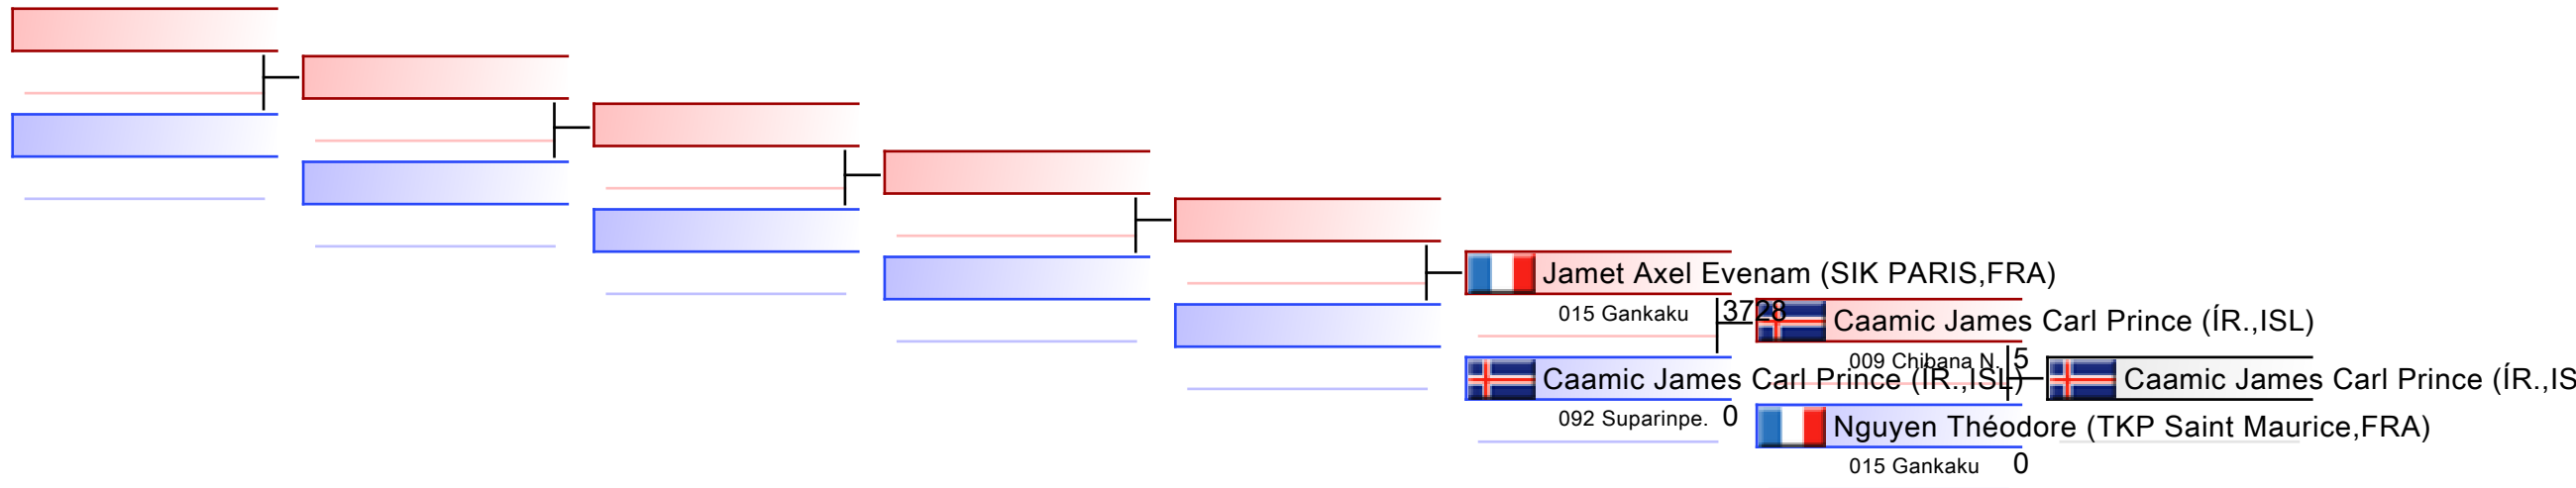 Jamet Axel Evenam (SIK PARIS,FRA)
015 Gankaku
3728
Caamic James Carl Prince (ÍR.,ISL)
092 Suparinpe.
0
Caamic James Carl Prince (ÍR.,ISL)
009 Chibana N.
5
Nguyen Théodore (TKP Saint Maurice,FRA)
015 Gankaku
0
Caamic James Carl Prince (ÍR.,IS